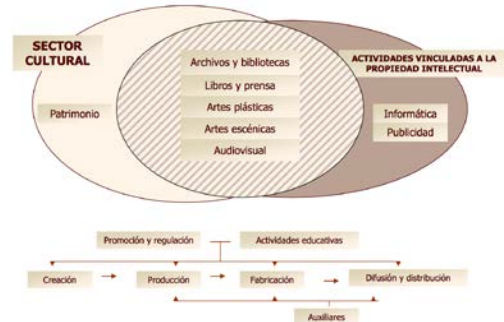 SECTOR
CULTURAL
ACTIVIDADES VINCULADAS A LA
PROPIEDAD INTELECTUAL
Archivos y bibliotecas
Libros y prensa
Artes plásticas
Artes escénicas
Audiovisual
Patrimonio
Informática
Publicidad
Promoción y regulación
Actividades educativas
Creación
Producción
Fabricación
Difusión y distribución
Auxiliares